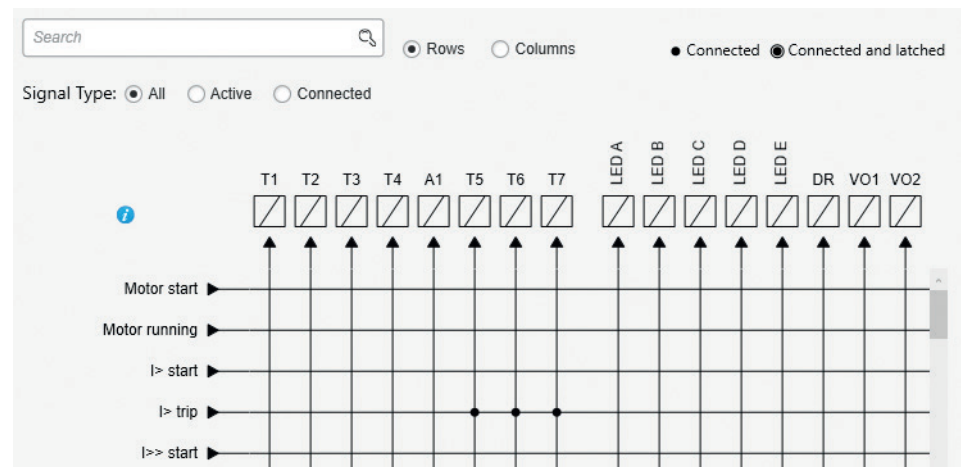 Search
Rows Columns
Connected Connected and latched
Signal Type: All Active Connected
T1 T2 T3 T4 A1 T5 T6 T7 LED A LED B LED C LED D LED E DR VO1 VO2
i
Motor start
Motor running
I> start
I> trip
I>> start